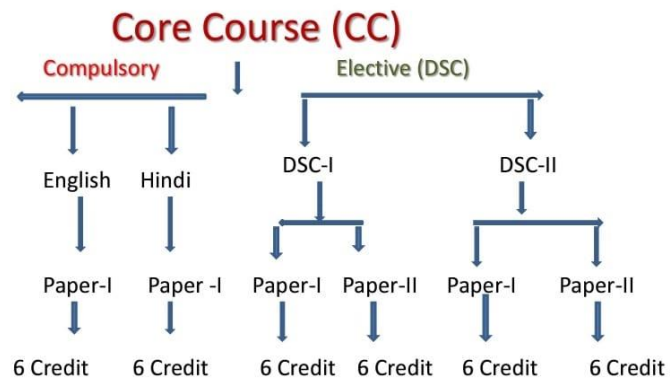 Core Course (CC)
Compulsory Elective (DSC)
English Hindi DSC-I DSC-II
Paper-I Paper -I Paper-I Paper-II Paper-I Paper-II
6 Credit 6 Credit 6 Credit 6 Credit 6 Credit 6 Credit